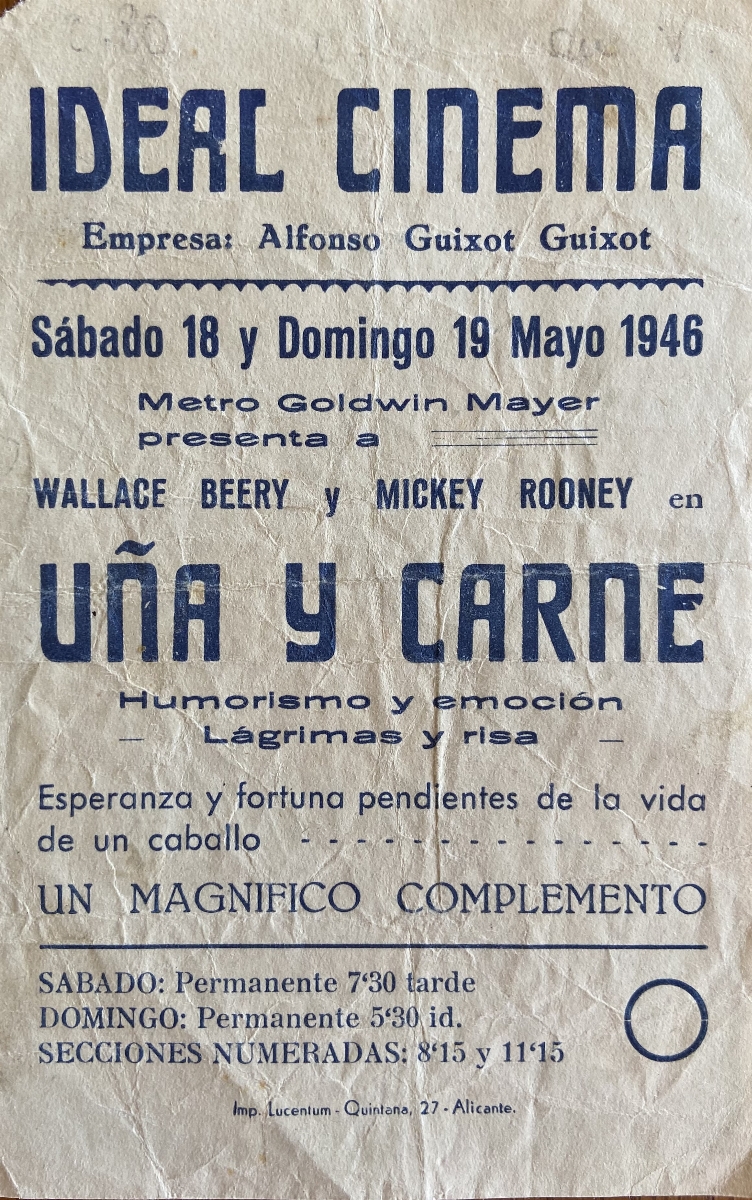 IDEAL CINEMA
Empresa: Alfonso Guixot Guixot
Sábado 18 y Domingo 19 Mayo 1946
Metro Goldwin Mayer
presenta a
WALLACE BEERY y MICKEY ROONEY en
UÑA Y CARNE
Humorismo y emoción
— Lágrimas y risa —
Esperanza y fortuna pendientes de la vida
de un caballo - - - - - - - - - - - - - - -
UN MAGNIFICO COMPLEMENTO
SABADO: Permanente 7'30 tarde
DOMINGO: Permanente 5'30 id.
SECCIONES NUMERADAS: 8'15 y 11'15
Imp. Lucentum - Quintana, 27 - Alicante.